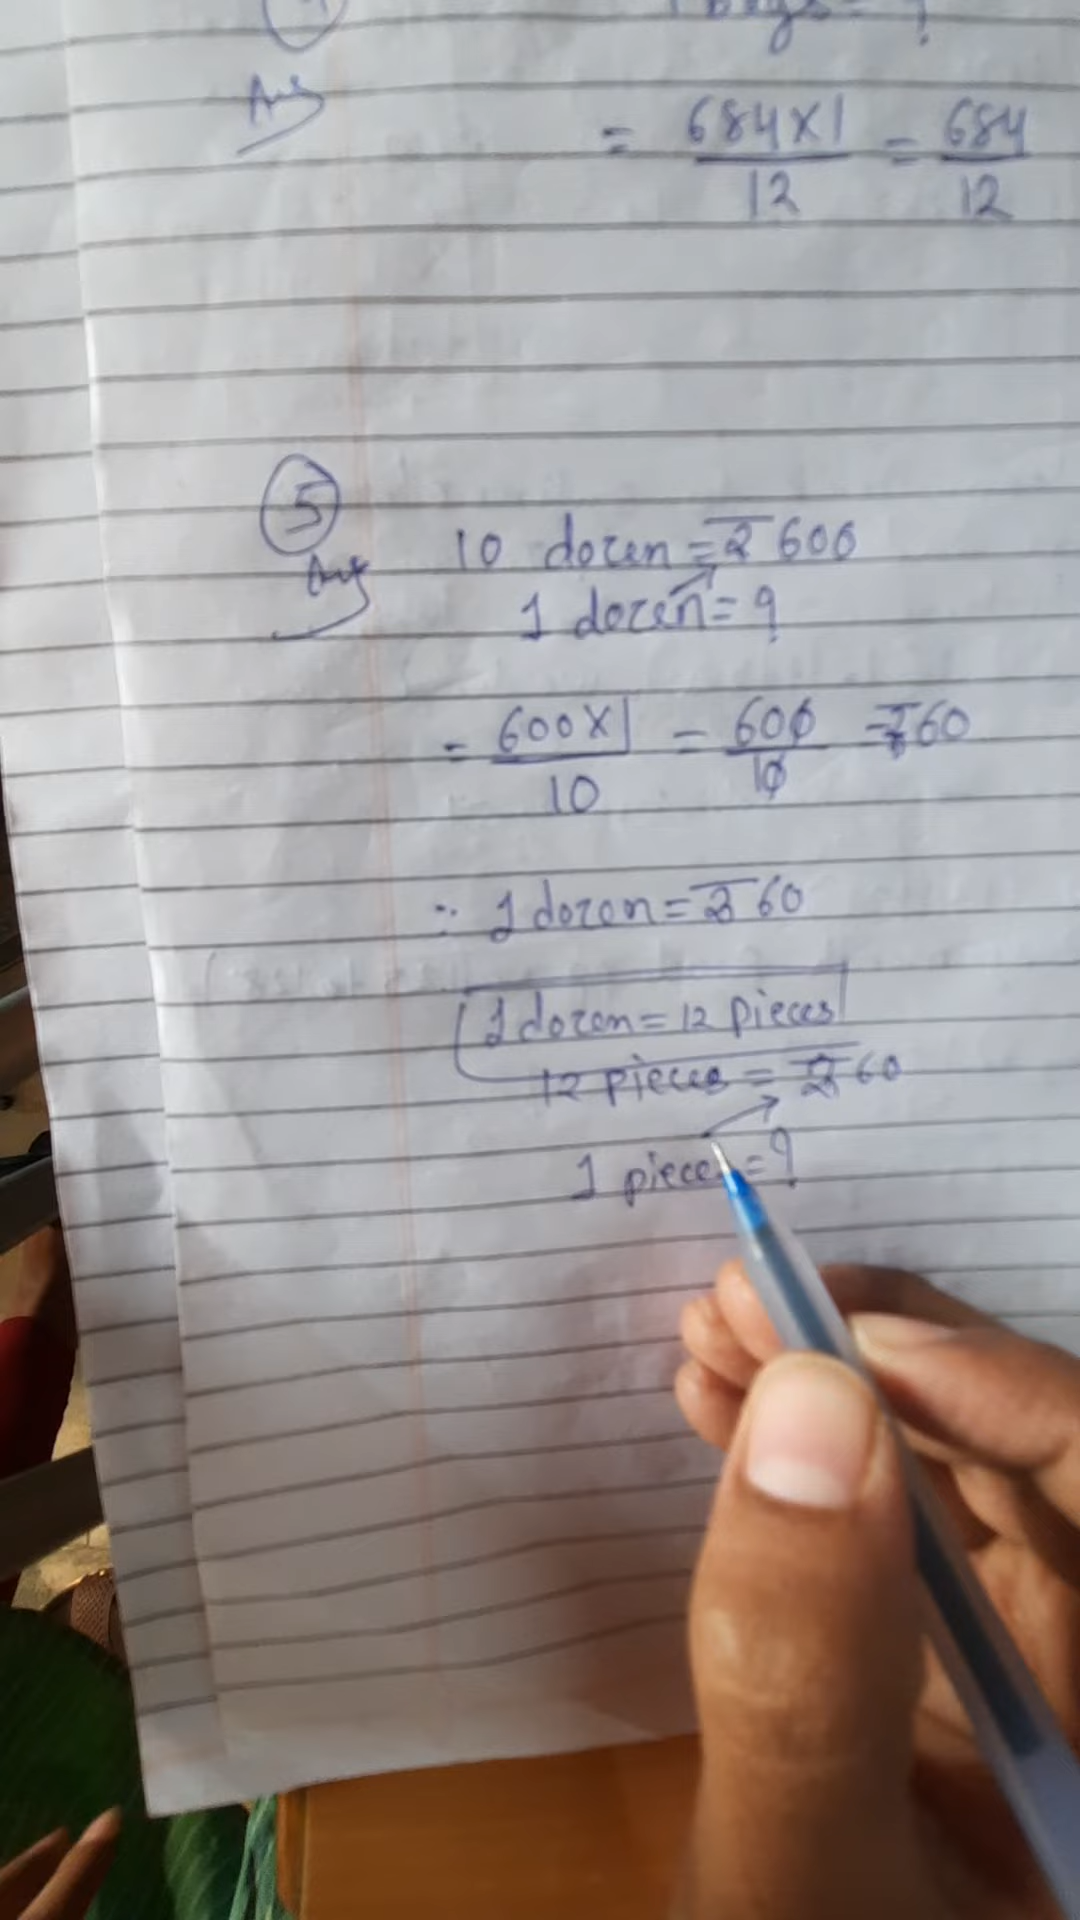 Ans
= 684×1/12 = 684/12
5
Ans
10 dozen = ₹ 600
1 dozen = ?
= 600×1/10 = 600/10 = ₹60
∴ 1 dozen = ₹ 60
1 dozen = 12 pieces
12 pieces = ₹ 60
1 pieces = ?